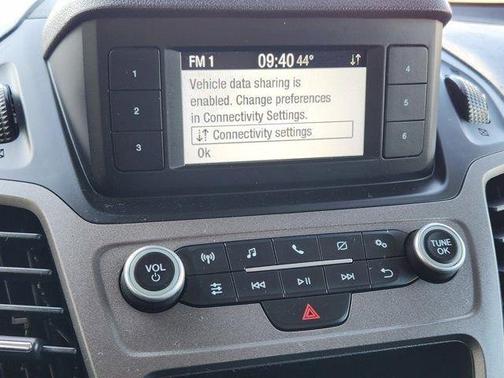 FM 1 09:40 44°
Vehicle data sharing is
enabled. Change preferences
in Connectivity Settings.
Connectivity settings
Ok
1
2
3
4
5
6
VOL
TUNE
OK